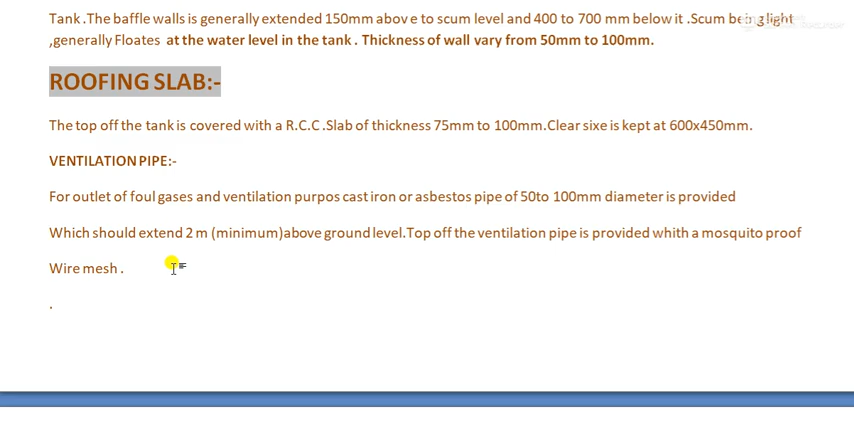 Tank .The baffle walls is generally extended 150mm abov e to scum level and 400 to 700 mm below it .Scum being light
,generally Floates at the water level in the tank . Thickness of wall vary from 50mm to 100mm.
ROOFING SLAB:-
The top off the tank is covered with a R.C.C .Slab of thickness 75mm to 100mm.Clear sixe is kept at 600x450mm.
VENTILATION PIPE:-
For outlet of foul gases and ventilation purpos cast iron or asbestos pipe of 50to 100mm diameter is provided
Which should extend 2 m (minimum)above ground level.Top off the ventilation pipe is provided whith a mosquito proof
Wire mesh .
.